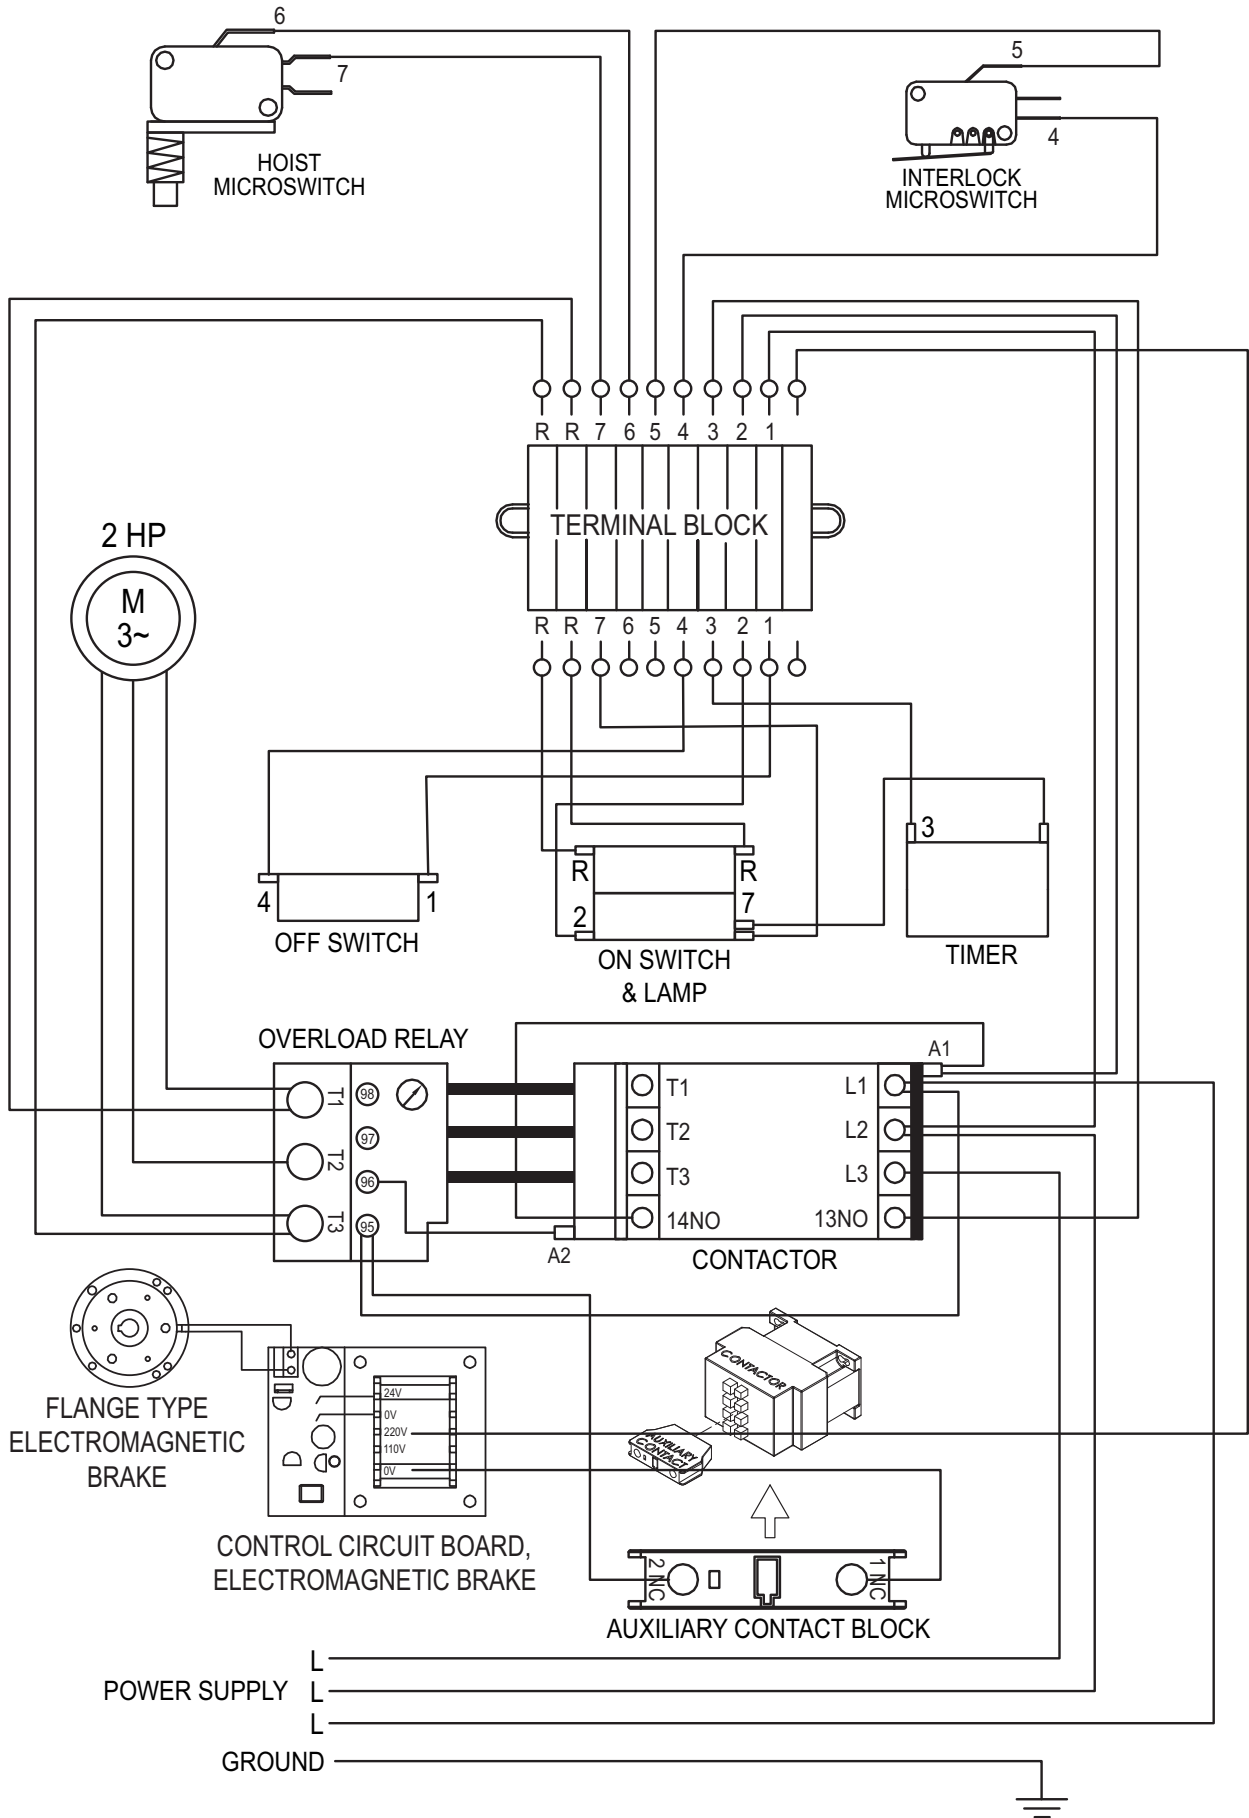 6
7
HOIST
MICROSWITCH
5
4
INTERLOCK
MICROSWITCH
R R 7 6 5 4 3 2 1
TERMINAL BLOCK
R R 7 6 5 4 3 2 1
2 HP
M
3~
4 1
OFF SWITCH
R R
2 7
ON SWITCH
& LAMP
3
TIMER
OVERLOAD RELAY
T1
T2
T3
98
97
96
95
A1
T1 L1
T2 L2
T3 L3
14NO 13NO
A2
CONTACTOR
FLANGE TYPE
ELECTROMAGNETIC
BRAKE
24V
0V
220V
110V
0V
CONTROL CIRCUIT BOARD,
ELECTROMAGNETIC BRAKE
CONTACTOR
AUXILIARY
CONTACT
2 NC
1 NC
AUXILIARY CONTACT BLOCK
L
POWER SUPPLY L
L
GROUND